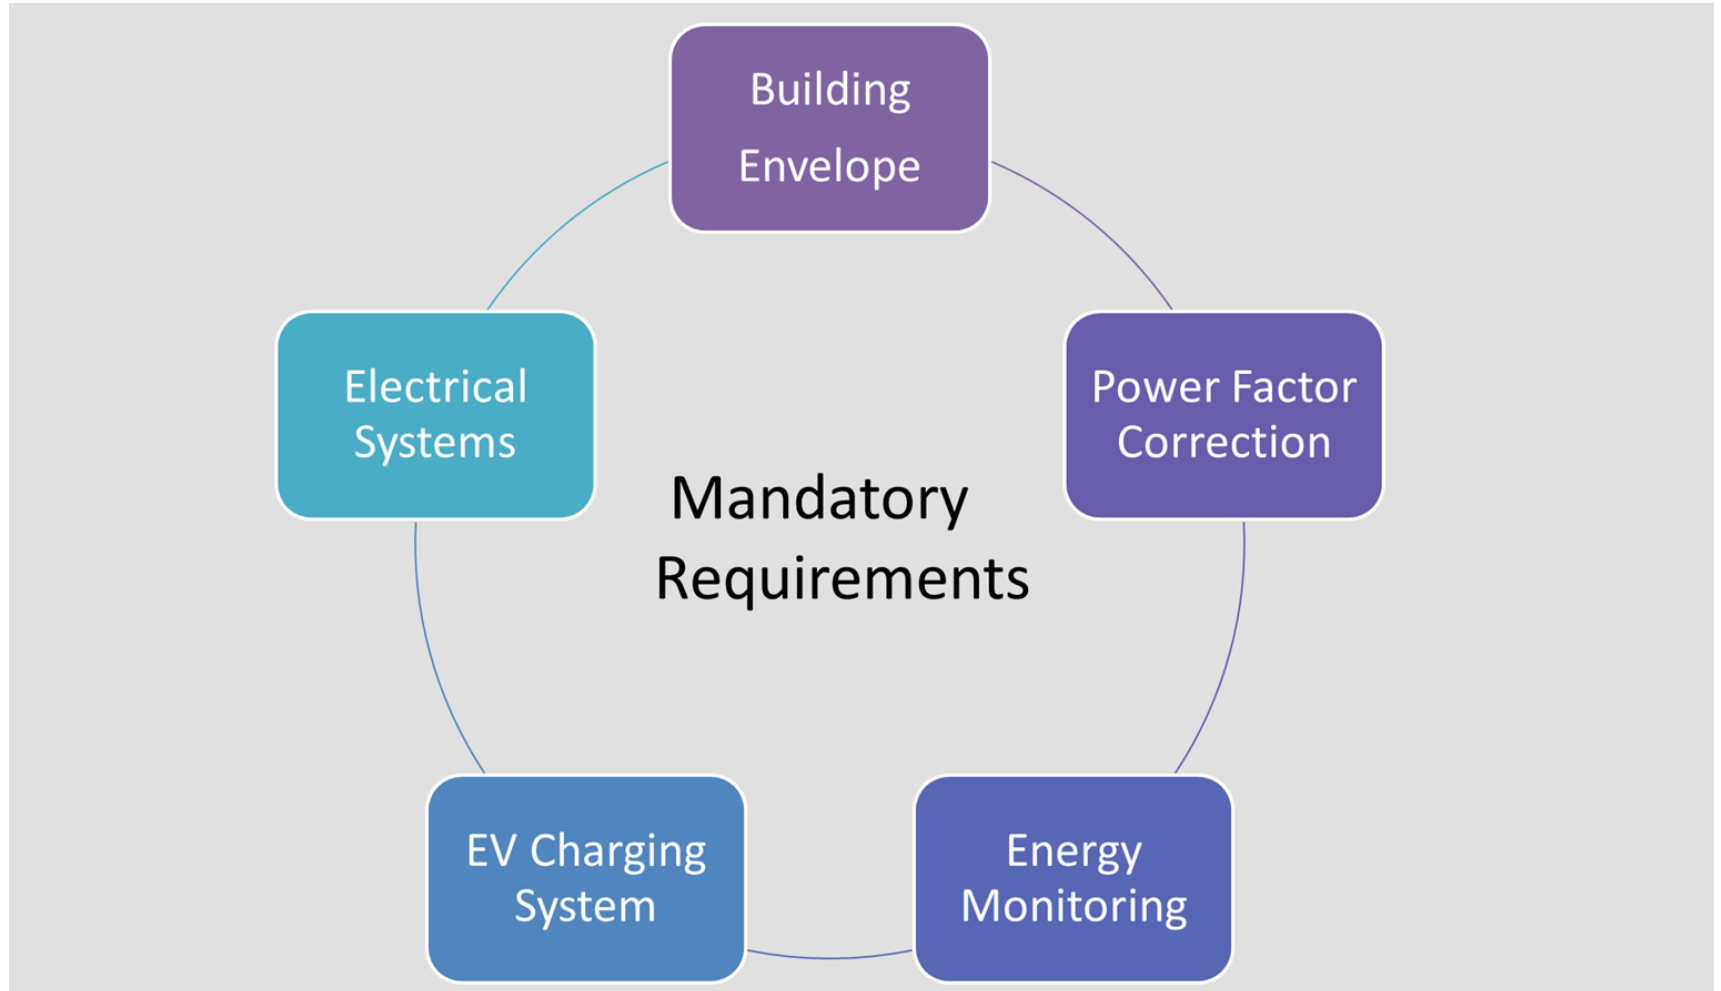 Building
Envelope
Electrical
Systems
Power Factor
Correction
Mandatory
Requirements
EV Charging
System
Energy
Monitoring